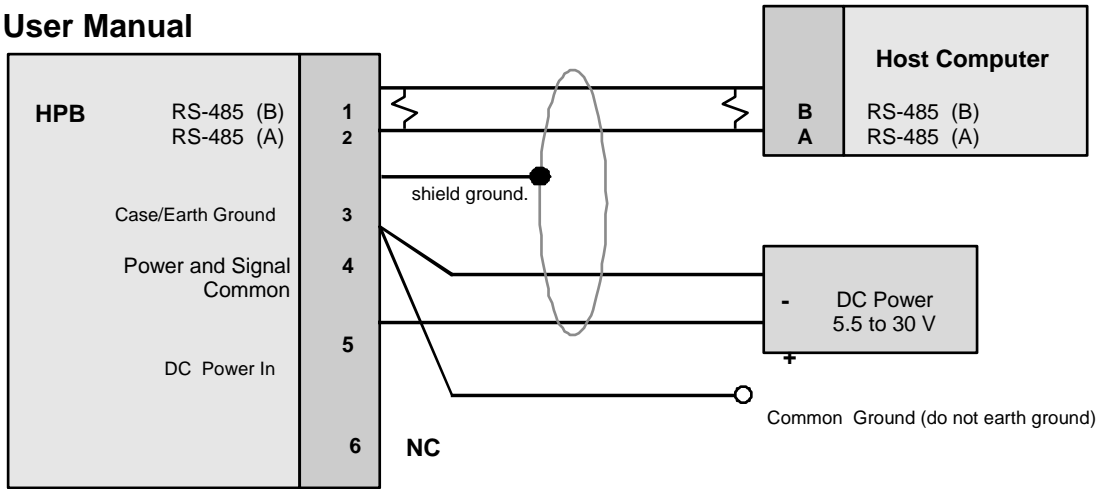 User Manual
HPB
RS-485 (B)
1
RS-485 (A)
2
shield ground.
Case/Earth Ground
3
Power and Signal
Common
4
5
DC Power In
6
NC
Host Computer
B
RS-485 (B)
A
RS-485 (A)
-
DC Power
5.5 to 30 V
+
Common Ground (do not earth ground)